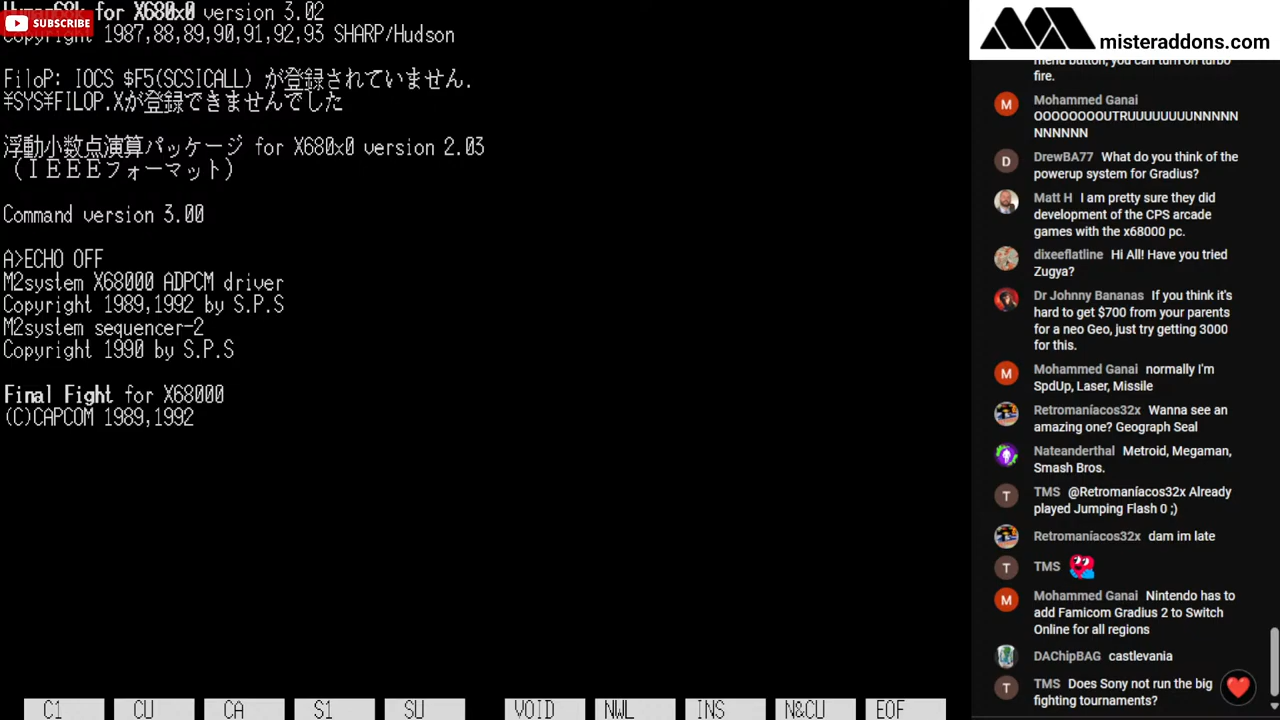 Human68k for X680x0 version 3.02
SUBSCRIBE
Copyright 1987,88,89,90,91,92,93 SHARP/Hudson
FiloP: IOCS $F5(SCSICALL) が登録されていません.
¥SYS¥FILOP.Xが登録できませんでした
浮動小数点演算パッケージ for X680x0 version 2.03
(ＩＥＥＥフォーマット)
Command version 3.00
A>ECHO OFF
M2system X68000 ADPCM driver
Copyright 1989,1992 by S.P.S
M2system sequencer-2
Copyright 1990 by S.P.S
Final Fight for X68000
(C)CAPCOM 1989,1992
C1 CU CA S1 SU VOID NWL INS N&CU EOF
misteraddons.com
menu button, you can turn on turbo
fire.
Mohammed Ganai
OOOOOOOOUTRUUUUUUUNNNNN
NNNNNN
DrewBA77 What do you think of the
powerup system for Gradius?
Matt H I am pretty sure they did
development of the CPS arcade
games with the x68000 pc.
dixeeflatline Hi All! Have you tried
Zugya?
Dr Johnny Bananas If you think it's
hard to get $700 from your parents
for a neo Geo, just try getting 3000
for this.
Mohammed Ganai normally I'm
SpdUp, Laser, Missile
Retromaníacos32x Wanna see an
amazing one? Geograph Seal
Nateanderthal Metroid, Megaman,
Smash Bros.
TMS @Retromaníacos32x Already
played Jumping Flash 0 ;)
Retromaníacos32x dam im late
TMS
Mohammed Ganai Nintendo has to
add Famicom Gradius 2 to Switch
Online for all regions
DAChipBAG castlevania
TMS Does Sony not run the big
fighting tournaments?